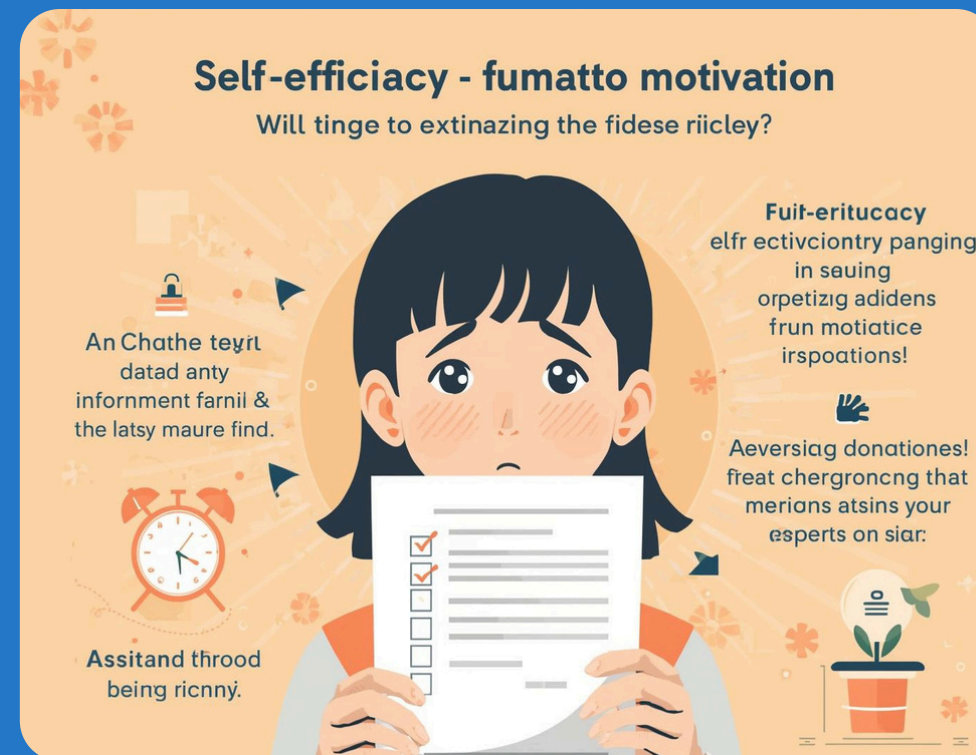 Self-efficiacy - fumatto motivation
Will tinge to extinazing the fidese riicley?
An Chathe teyrl
datad anty
infornment farnil &
the latsy maure find.
Assitand throod
being ricnny.
Fuit-eritucacy
elfr ectivciontry panging
in seuing
orpetizig adidens
frun motiatice
irspoations!
Aeversiag donationes!
freat chergroncng that
merians atsins your
esperts on siar: